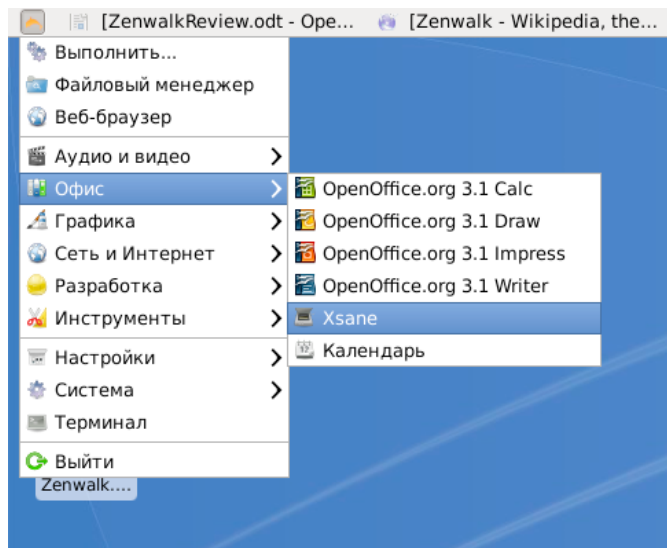 [ZenwalkReview.odt - Ope... [Zenwalk - Wikipedia, the...
Выполнить...
Файловый менеджер
Веб-браузер
Аудио и видео
Офис
Графика
Сеть и Интернет
Разработка
Инструменты
Настройки
Система
Терминал
Выйти
OpenOffice.org 3.1 Calc
OpenOffice.org 3.1 Draw
OpenOffice.org 3.1 Impress
OpenOffice.org 3.1 Writer
Xsane
Календарь
Zenwalk....